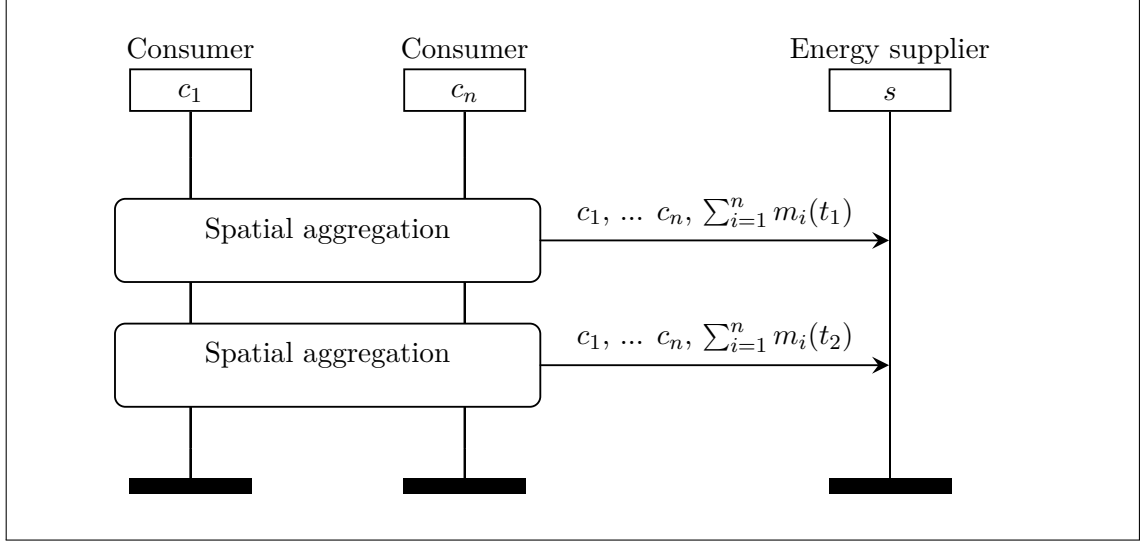 Consumer Consumer Energy supplier
c₁ cₙ s
Spatial aggregation c₁, ... cₙ, ∑ⁿᵢ₌₁ mᵢ(t₁)
Spatial aggregation c₁, ... cₙ, ∑ⁿᵢ₌₁ mᵢ(t₂)